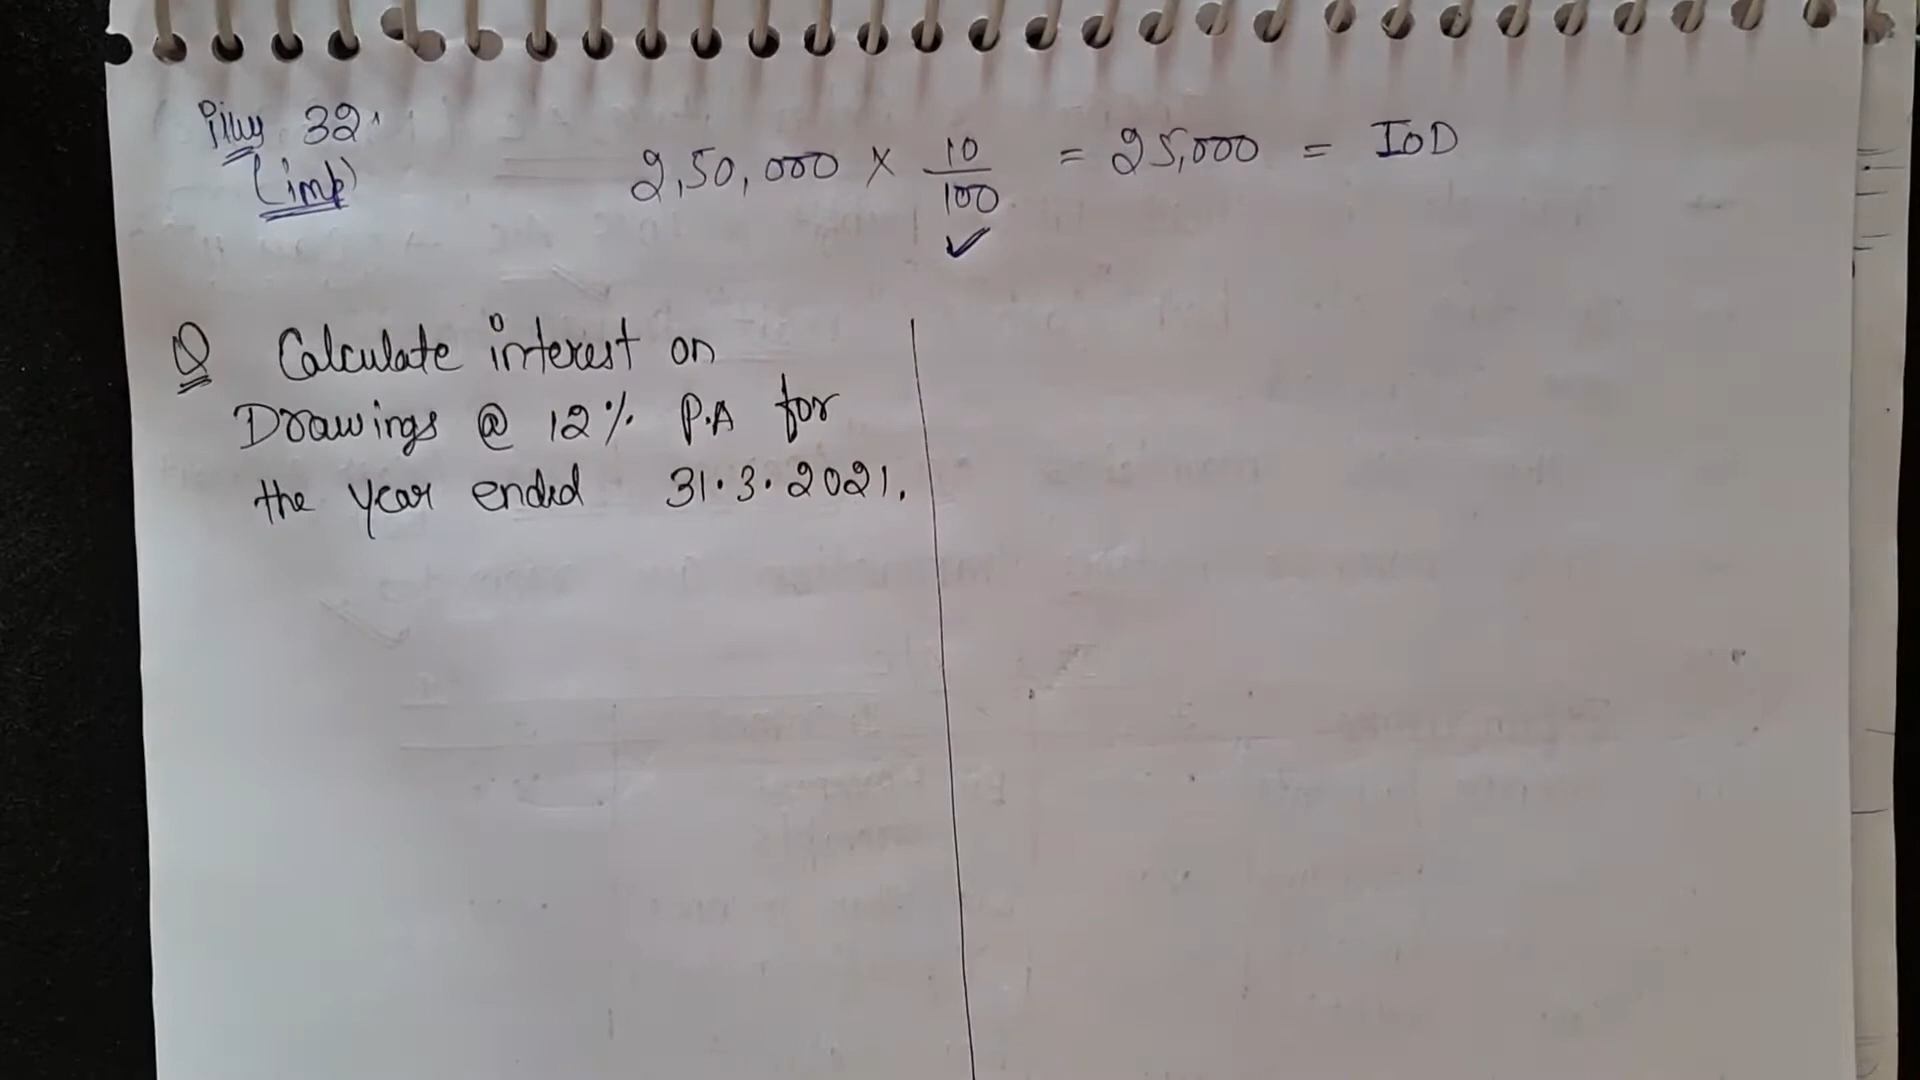 illus 32.
(imp)
2,50,000 × 10/100 = 25,000 = IOD
✓
Q Calculate interest on
Drawings @ 12% P.A for
the year ended 31.3.2021.